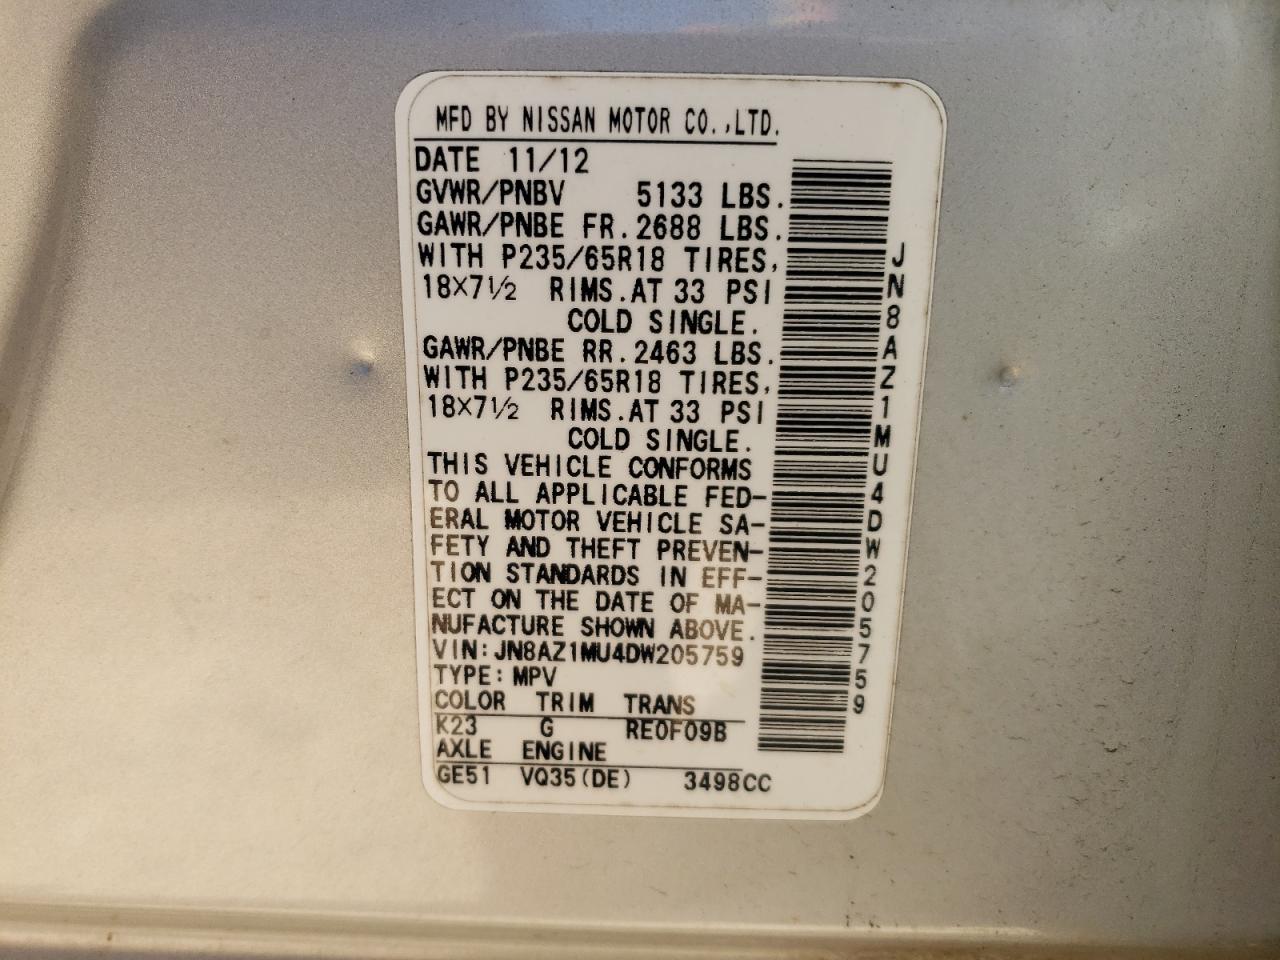 MFD BY NISSAN MOTOR CO.,LTD.
DATE 11/12
GVWR/PNBV 5133 LBS.
GAWR/PNBE FR.2688 LBS.
WITH P235/65R18 TIRES,
18×7½ RIMS.AT 33 PSI
COLD SINGLE.
GAWR/PNBE RR.2463 LBS.
WITH P235/65R18 TIRES,
18×7½ RIMS.AT 33 PSI
COLD SINGLE.
THIS VEHICLE CONFORMS
TO ALL APPLICABLE FED-
ERAL MOTOR VEHICLE SA-
FETY AND THEFT PREVEN-
TION STANDARDS IN EFF-
ECT ON THE DATE OF MA-
NUFACTURE SHOWN ABOVE.
VIN:JN8AZ1MU4DW205759
TYPE:MPV
COLOR TRIM TRANS
K23 G RE0F09B
AXLE ENGINE
GE51 VQ35(DE) 3498CC
JN8AZ1MU4DW205759